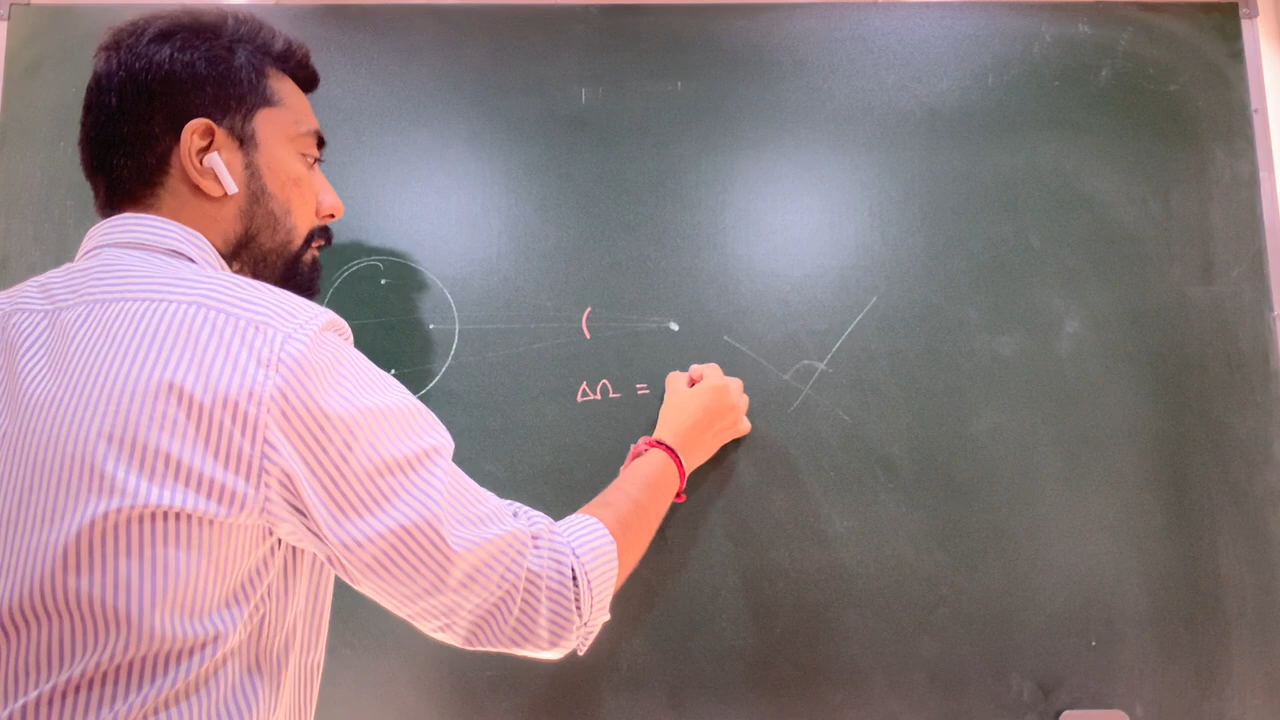 ΔΩ =